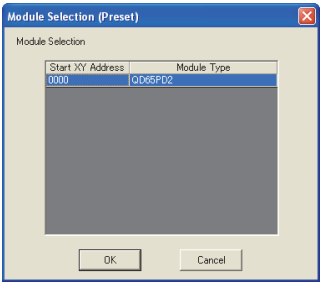 Module Selection (Preset)
Module Selection
Start XY Address Module Type
0000 QD65PD2
OK Cancel